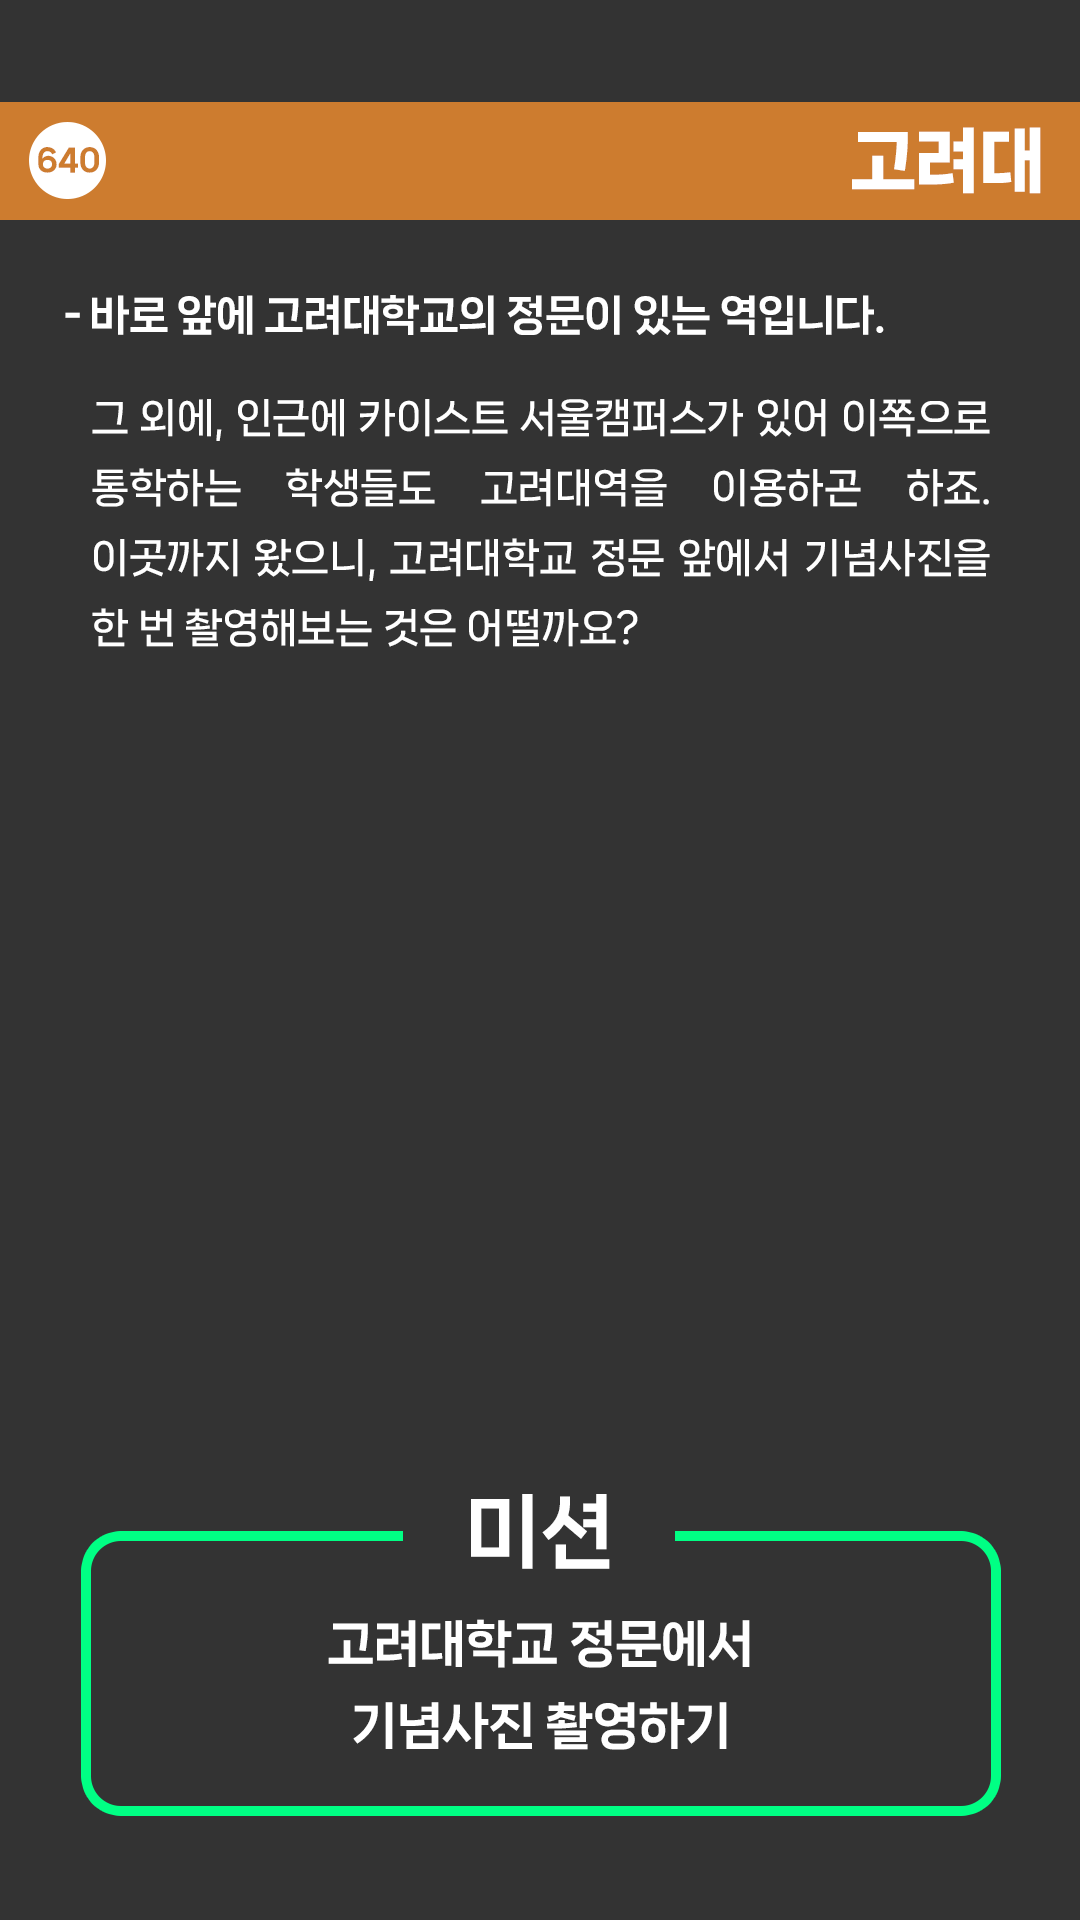 640
고려대
- 바로 앞에 고려대학교의 정문이 있는 역입니다.
그 외에, 인근에 카이스트 서울캠퍼스가 있어 이쪽으로
통학하는 학생들도 고려대역을 이용하곤 하죠.
이곳까지 왔으니, 고려대학교 정문 앞에서 기념사진을
한 번 촬영해보는 것은 어떨까요?
미션
고려대학교 정문에서
기념사진 촬영하기